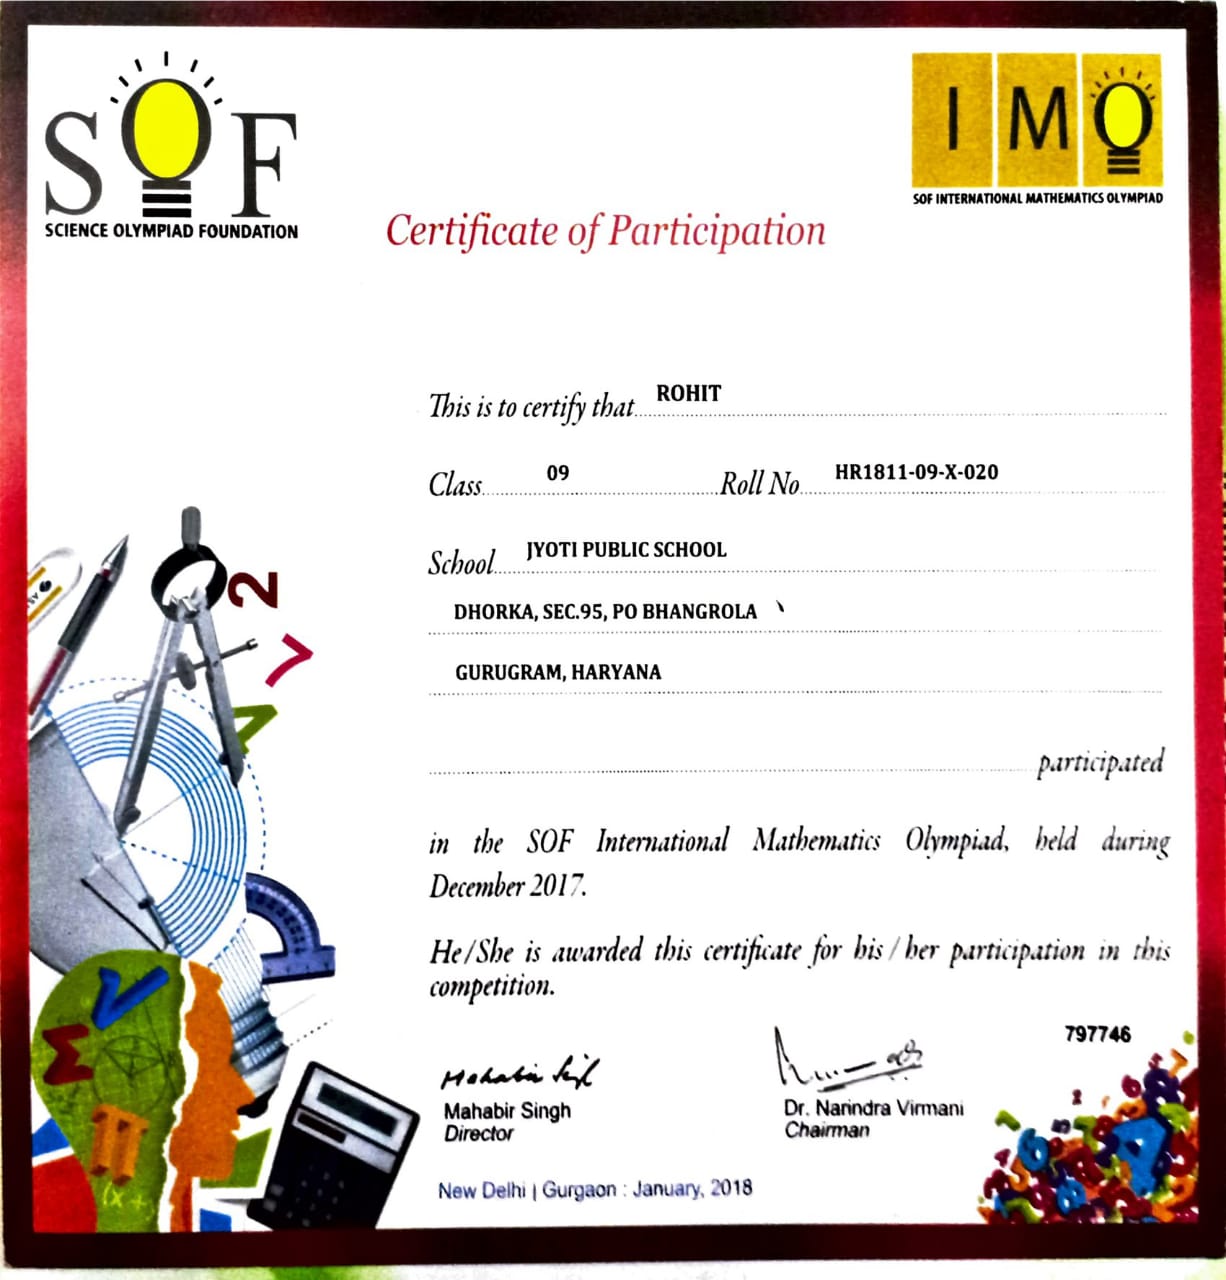 SOF
SCIENCE OLYMPIAD FOUNDATION
IMO
SOF INTERNATIONAL MATHEMATICS OLYMPIAD
Certificate of Participation
This is to certify that ROHIT
Class 09 Roll No HR1811-09-X-020
School JYOTI PUBLIC SCHOOL
DHORKA, SEC.95, PO BHANGROLA
GURUGRAM, HARYANA
participated
in the SOF International Mathematics Olympiad, held during
December 2017.
He/She is awarded this certificate for his / her participation in this
competition.
797746
Mahabir Singh
Mahabir Singh Dr. Narindra Virmani
Director Chairman
New Delhi | Gurgaon : January, 2018